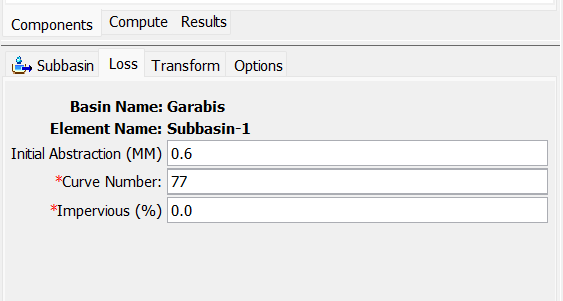 Components Compute Results
Subbasin Loss Transform Options
Basin Name: Garabis
Element Name: Subbasin-1
Initial Abstraction (MM) 0.6
*Curve Number: 77
*Impervious (%) 0.0